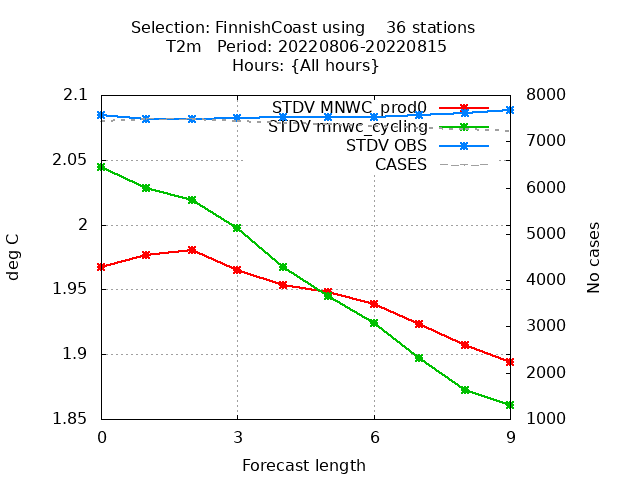 Selection: FinnishCoast using 36 stations
T2m Period: 20220806-20220815
Hours: {All hours}
2.1
2.05
2
1.95
1.9
1.85
deg C
STDV MNWC_prod0
STDV mnwc_cycling
STDV OBS
CASES
8000
7000
6000
5000
4000
3000
2000
1000
No cases
0
3
6
9
Forecast length